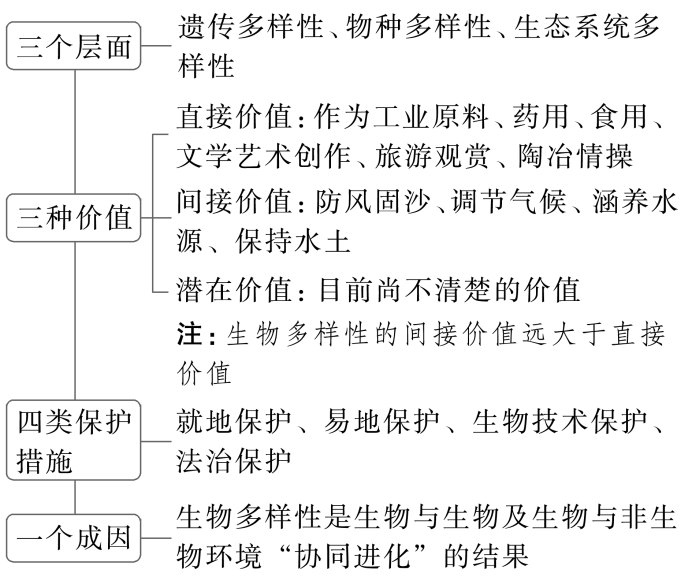 三个层面
遗传多样性、物种多样性、生态系统多
样性
三种价值
直接价值:作为工业原料、药用、食用、
文学艺术创作、旅游观赏、陶冶情操
间接价值:防风固沙、调节气候、涵养水
源、保持水土
潜在价值:目前尚不清楚的价值
注:生物多样性的间接价值远大于直接
价值
四类保护
措施
就地保护、易地保护、生物技术保护、
法治保护
一个成因
生物多样性是生物与生物及生物与非生
物环境“协同进化”的结果